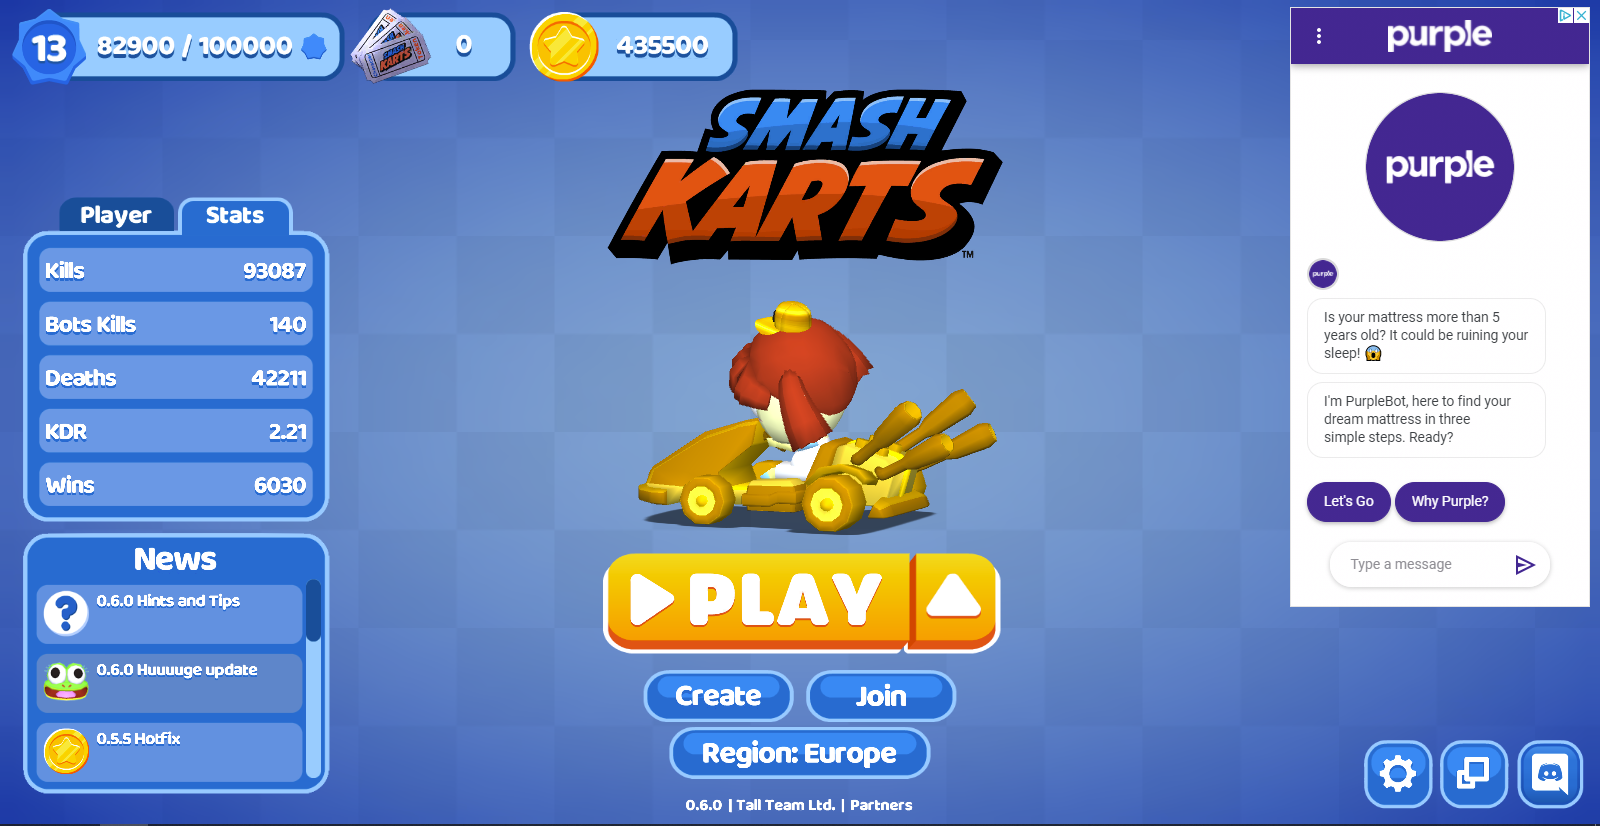 13
82900 / 100000
SMASH
KARTS
0
435500
SMASH
KARTS
™
Player
Stats
Kills 93087
Bots Kills 140
Deaths 42211
KDR 2.21
Wins 6030
News
0.6.0 Hints and Tips
0.6.0 Huuuuge update
0.5.5 Hotfix
PLAY
Create
Join
Region: Europe
0.6.0 | Tall Team Ltd. | Partners
purple
purple
purple
Is your mattress more than 5
years old? It could be ruining your
sleep! 😱
I'm PurpleBot, here to find your
dream mattress in three
simple steps. Ready?
Let's Go
Why Purple?
Type a message